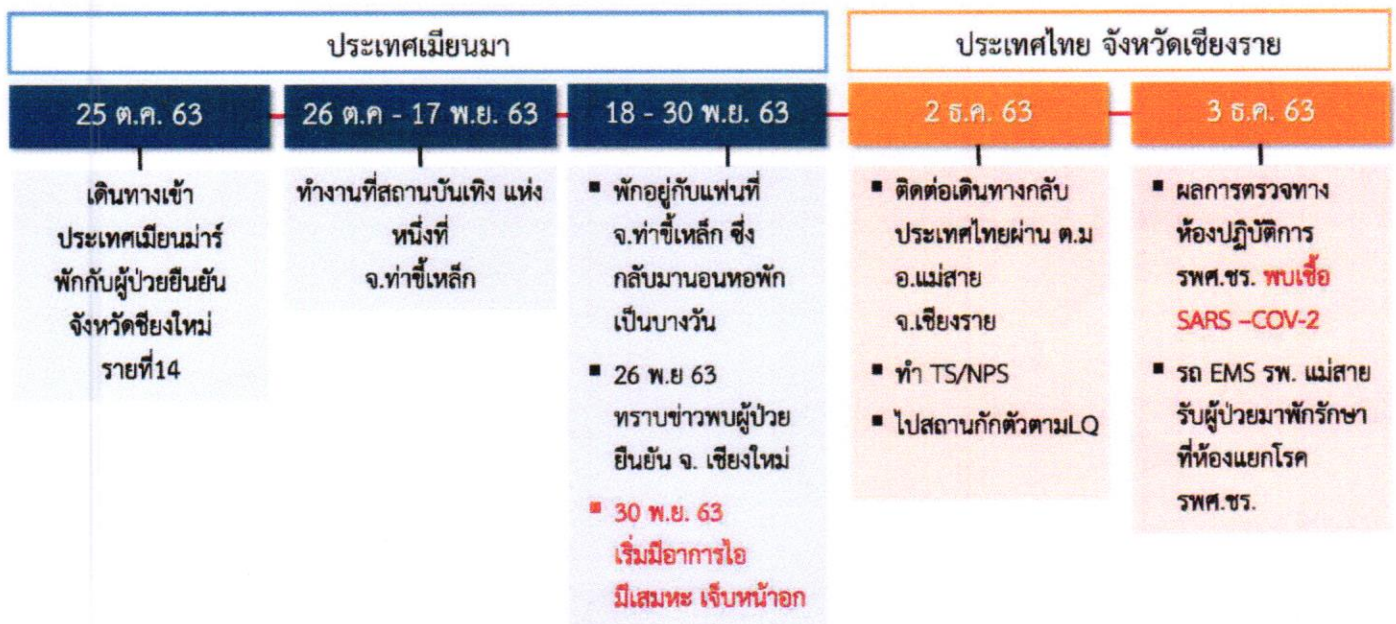 ประเทศเมียนมา
ประเทศไทย จังหวัดเชียงราย
25 ต.ค. 63
26 ต.ค - 17 พ.ย. 63
18 - 30 พ.ย. 63
2 ธ.ค. 63
3 ธ.ค. 63
เดินทางเข้า
ประเทศเมียนม่าร์
พักกับผู้ป่วยยืนยัน
จังหวัดชียงใหม่
รายที่14
ทำงานที่สถานบันเทิง แห่ง
หนึ่งที่
จ.ท่าขี้เหล็ก
▪ พักอยู่กับแฟนที่
จ.ท่าขี้เหล็ก ซึ่ง
กลับมานอนหอพัก
เป็นบางวัน
▪ 26 พ.ย 63
ทราบข่าวพบผู้ป่วย
ยืนยัน จ. เชียงใหม่
▪ 30 พ.ย. 63
เริ่มมีอาการไอ
มีเสมหะ เจ็บหน้าอก
▪ ติดต่อเดินทางกลับ
ประเทศไทยผ่าน ต.ม
อ.แม่สาย
จ.เชียงราย
▪ ทำ TS/NPS
▪ ไปสถานกักตัวตามLQ
▪ ผลการตรวจทาง
ห้องปฏิบัติการ
รพศ.ชร. พบเชื้อ
SARS –COV-2
▪ รถ EMS รพ. แม่สาย
รับผู้ป่วยมาพักรักษา
ที่ห้องแยกโรค
รพศ.ชร.